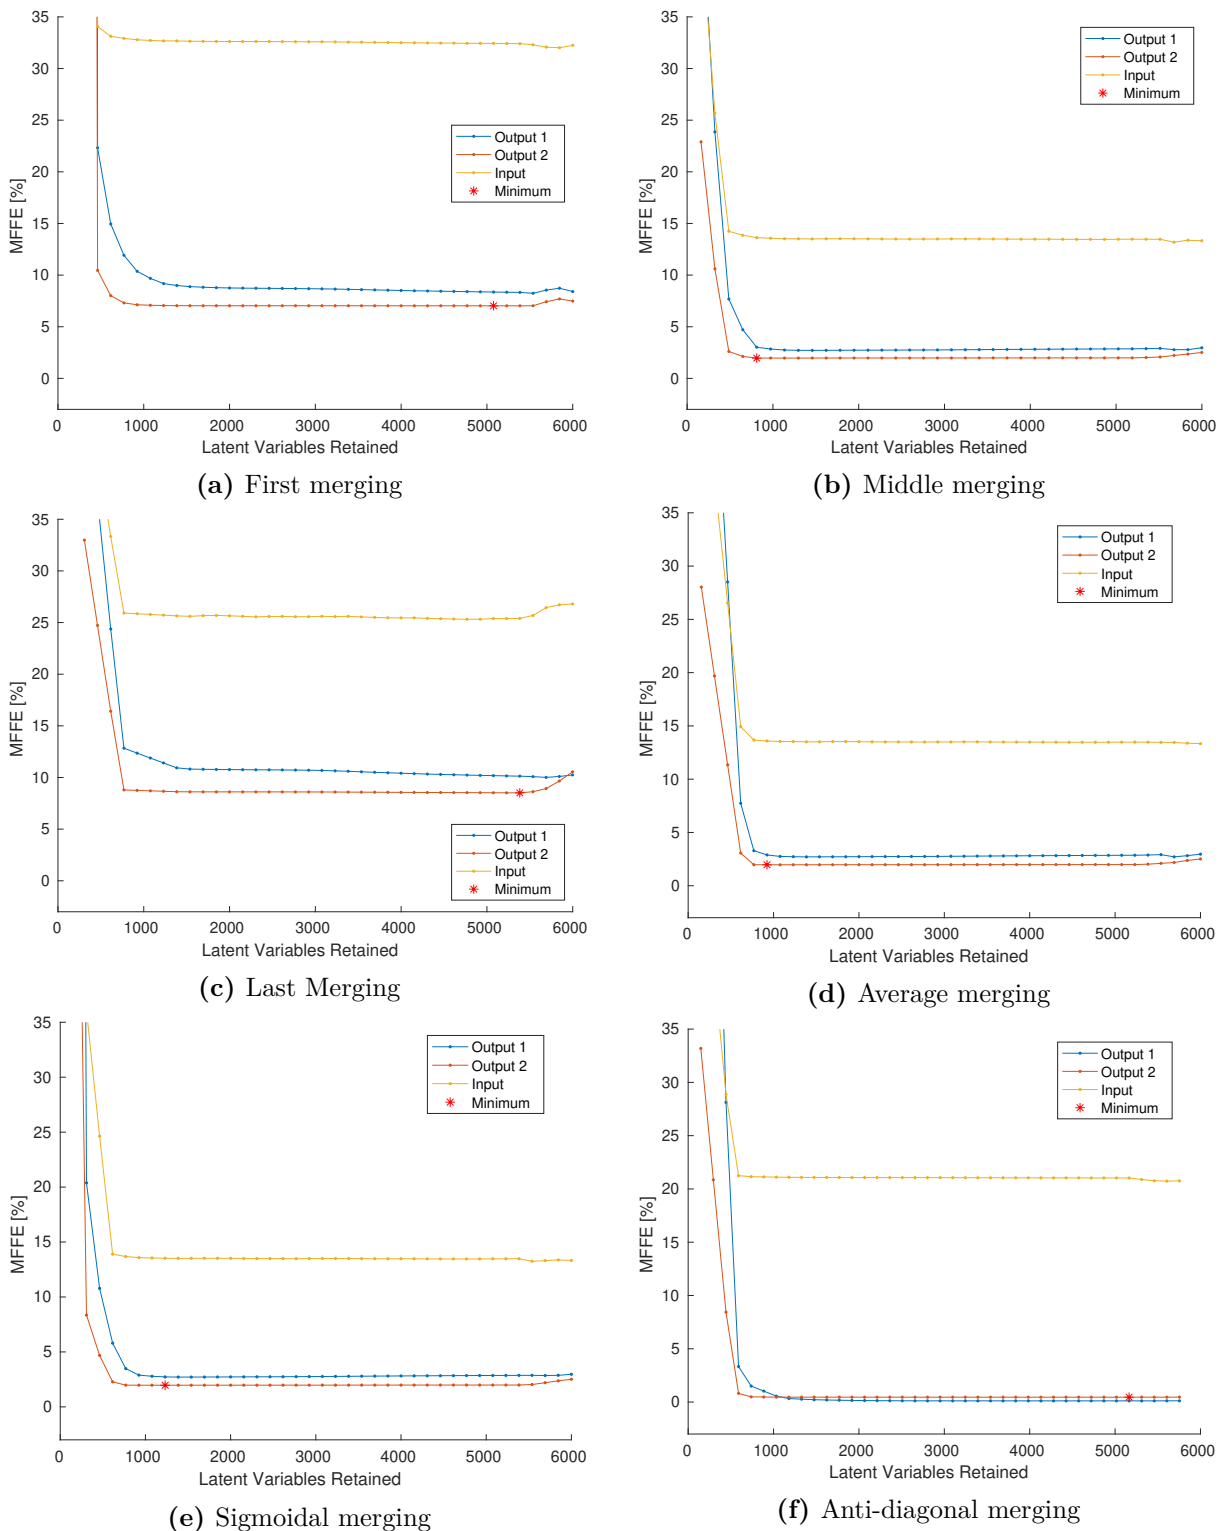 35
30
25
20
15
10
5
0
MFFE [%]
0 1000 2000 3000 4000 5000 6000
Latent Variables Retained
Output 1
Output 2
Input
Minimum
(a) First merging
35
30
25
20
15
10
5
0
MFFE [%]
0 1000 2000 3000 4000 5000 6000
Latent Variables Retained
Output 1
Output 2
Input
Minimum
(b) Middle merging
35
30
25
20
15
10
5
0
MFFE [%]
0 1000 2000 3000 4000 5000 6000
Latent Variables Retained
Output 1
Output 2
Input
Minimum
(c) Last Merging
35
30
25
20
15
10
5
0
MFFE [%]
0 1000 2000 3000 4000 5000 6000
Latent Variables Retained
Output 1
Output 2
Input
Minimum
(d) Average merging
35
30
25
20
15
10
5
0
MFFE [%]
0 1000 2000 3000 4000 5000 6000
Latent Variables Retained
Output 1
Output 2
Input
Minimum
(e) Sigmoidal merging
35
30
25
20
15
10
5
0
MFFE [%]
0 1000 2000 3000 4000 5000 6000
Latent Variables Retained
Output 1
Output 2
Input
Minimum
(f) Anti-diagonal merging